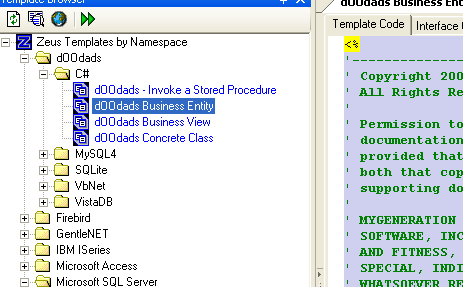 Template Browser
Zeus Templates by Namespace
dOOdads
C#
dOOdads - Invoke a Stored Procedure
dOOdads Business Entity
dOOdads Business View
dOOdads Concrete Class
MySQL4
SQLite
VbNet
VistaDB
Firebird
GentleNET
IBM ISeries
Microsoft Access
Microsoft SQL Server
dOOdads Business Enti
Template Code
Interface
<%
'--------------
' Copyright 200
' All Rights Re
'
' Permission to
' documentation
' provided that
' both that cop
' supporting do
'
' MYGENERATION
' SOFTWARE, INC
' AND FITNESS,
' SPECIAL, INDI
' WHATSOEVER RE